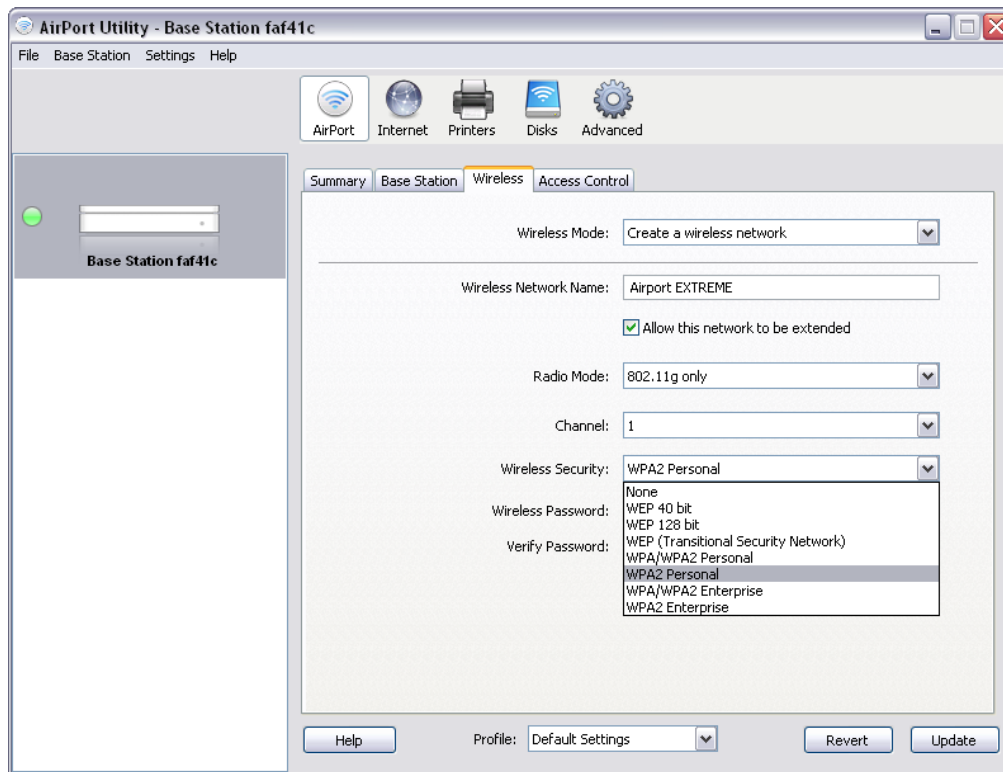 AirPort Utility - Base Station faf41c
File Base Station Settings Help
AirPort Internet Printers Disks Advanced
Summary Base Station Wireless Access Control
Base Station faf41c
Wireless Mode: Create a wireless network
Wireless Network Name: Airport EXTREME
Allow this network to be extended
Radio Mode: 802.11g only
Channel: 1
Wireless Security: WPA2 Personal
None
WEP 40 bit
Wireless Password:
WEP 128 bit
WEP (Transitional Security Network)
Verify Password:
WPA/WPA2 Personal
WPA2 Personal
WPA/WPA2 Enterprise
WPA2 Enterprise
Help Profile: Default Settings Revert Update